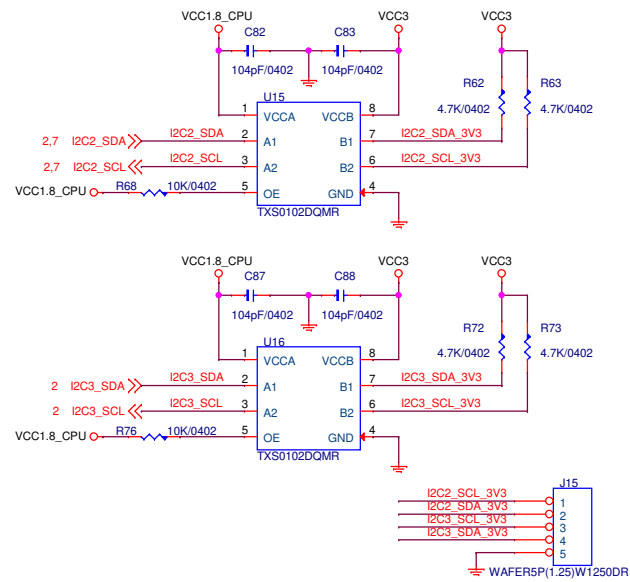 VCC1.8_CPU VCC3 VCC3
C82 C83
104pF/0402 104pF/0402
R62 R63
4.7K/0402 4.7K/0402
U15
1 VCCA VCCB 8
2,7 I2C2_SDA I2C2_SDA 2 A1 B1 7 I2C2_SDA_3V3
2,7 I2C2_SCL I2C2_SCL 3 A2 B2 6 I2C2_SCL_3V3
VCC1.8_CPU R68 10K/0402 5 OE GND 4
TXS0102DQMR
VCC1.8_CPU VCC3 VCC3
C87 C88
104pF/0402 104pF/0402
R72 R73
4.7K/0402 4.7K/0402
U16
1 VCCA VCCB 8
2 I2C3_SDA I2C3_SDA 2 A1 B1 7 I2C3_SDA_3V3
2 I2C3_SCL I2C3_SCL 3 A2 B2 6 I2C3_SCL_3V3
VCC1.8_CPU R76 10K/0402 5 OE GND 4
TXS0102DQMR
J15
I2C2_SCL_3V3 1
I2C2_SDA_3V3 2
I2C3_SCL_3V3 3
I2C3_SDA_3V3 4
5
WAFER5P(1.25)W1250DR